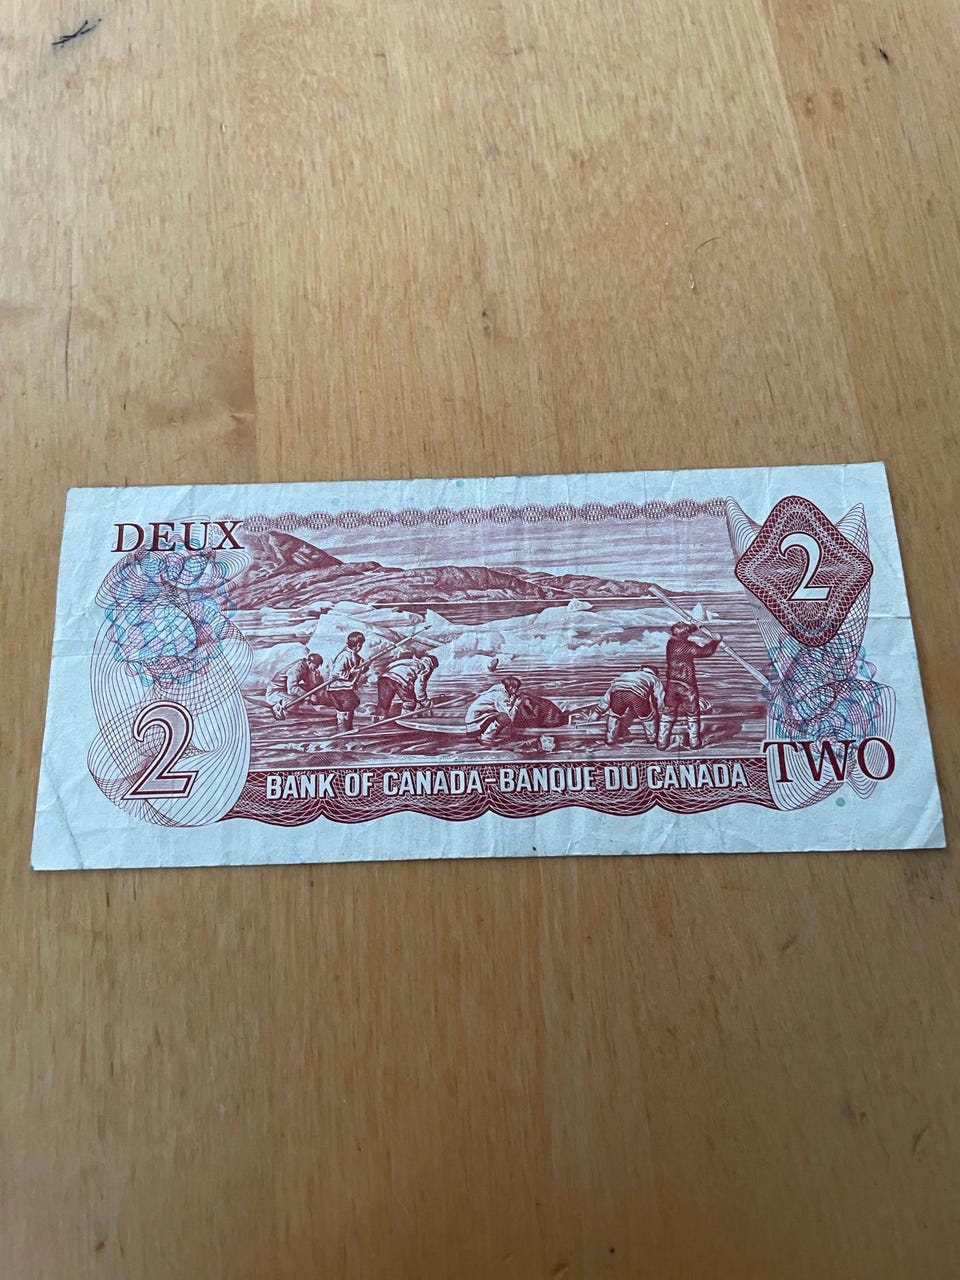 DEUX
2
2
BANK OF CANADA-BANQUE DU CANADA
TWO